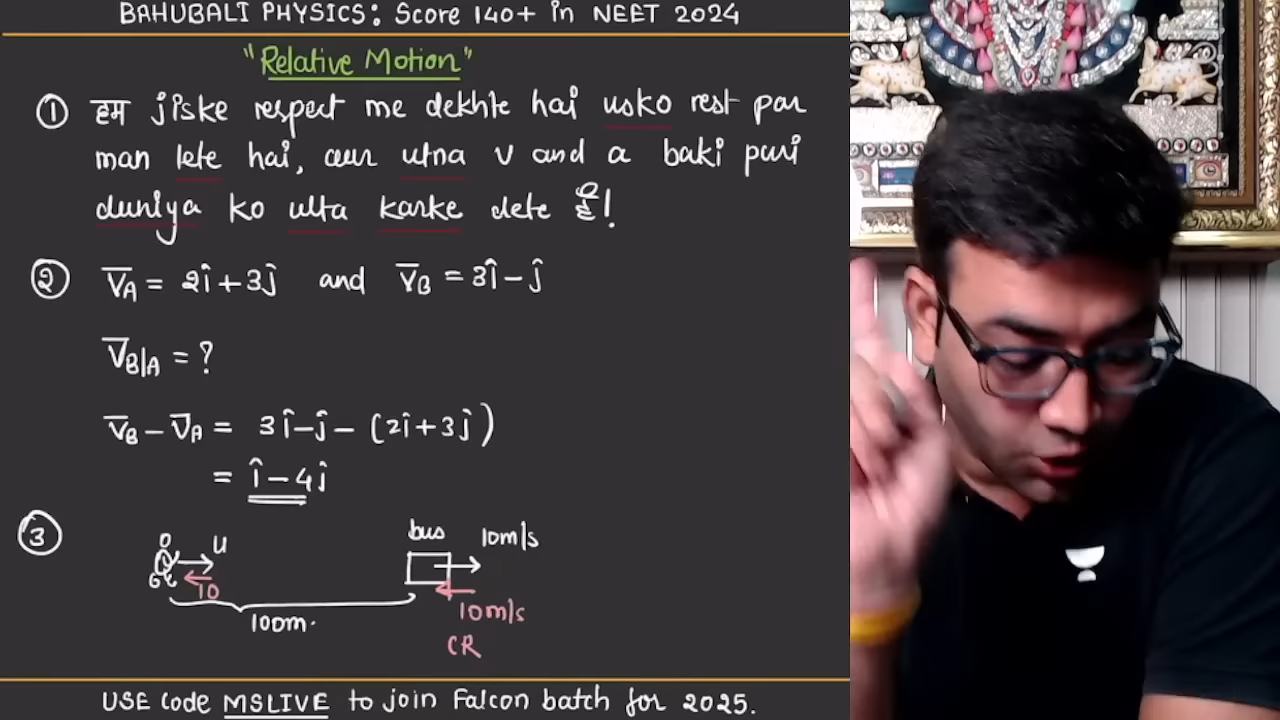 BAHUBALI PHYSICS: Score 140+ in NEET 2024
"Relative Motion"
① हम jiske respect me dekhte hai usko rest par
man lete hai, aur utna v and a baki puri
duniya ko ulta karke dete है!
② V̅A = 2î+3ĵ and V̅B = 3î-ĵ
V̅B|A = ?
V̅B - V̅A = 3î-ĵ-(2î+3ĵ)
= î-4ĵ
③
u
bus
10m/s
10
10m/s
100m.
CR
USE Code MSLIVE to join Falcon batch for 2025.